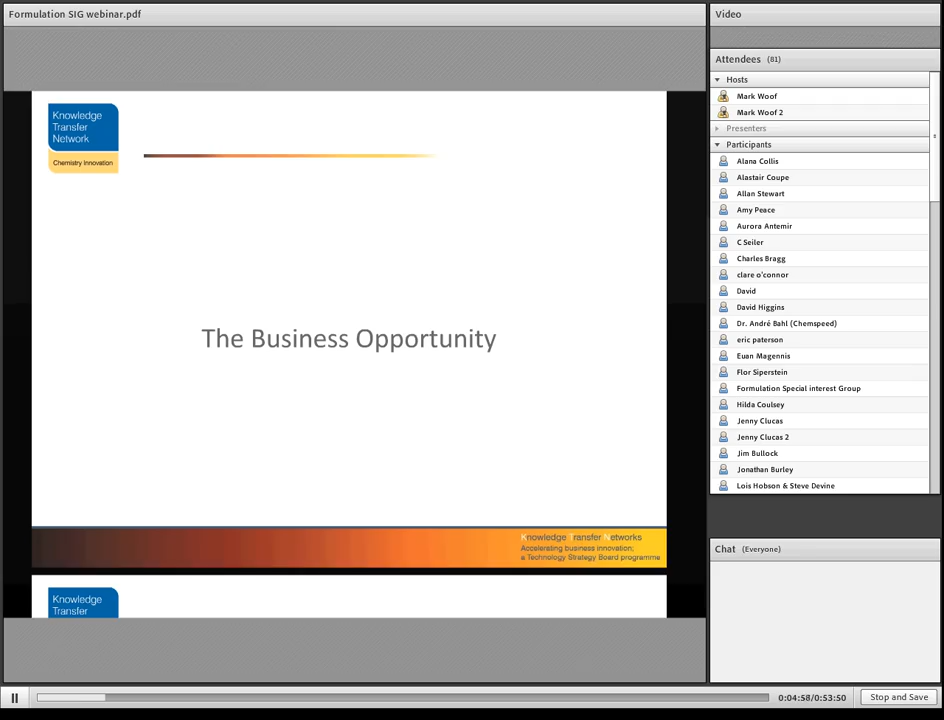 Formulation SIG webinar.pdf
Knowledge
Transfer
Network
Chemistry Innovation
The Business Opportunity
Knowledge Transfer Networks
Accelerating business innovation;
a Technology Strategy Board programme
Knowledge
Transfer
Video
Attendees (81)
Hosts
Mark Woof
Mark Woof 2
Presenters
Participants
Alana Collis
Alastair Coupe
Allan Stewart
Amy Peace
Aurora Antemir
C Seiler
Charles Bragg
clare o'connor
David
David Higgins
Dr. André Bahl (Chemspeed)
eric paterson
Euan Magennis
Flor Siperstein
Formulation Special interest Group
Hilda Coulsey
Jenny Clucas
Jenny Clucas 2
Jim Bullock
Jonathan Burley
Lois Hobson & Steve Devine
Chat (Everyone)
0:04:58/0:53:50
Stop and Save